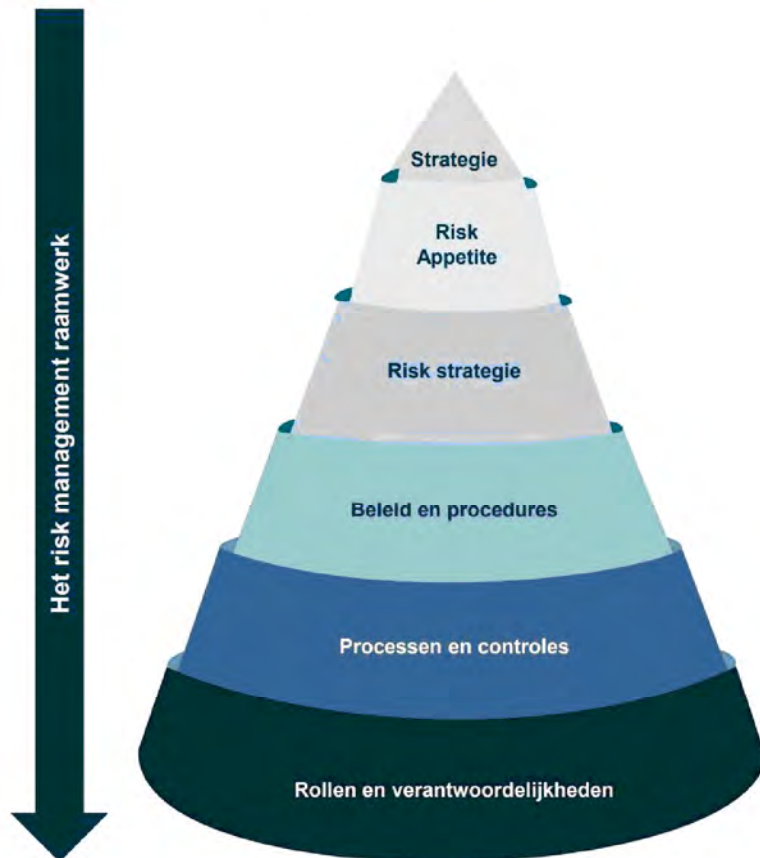 Het risk management raamwerk
Strategie
Risk
Appetite
Risk strategie
Beleid en procedures
Processen en controles
Rollen en verantwoordelijkheden